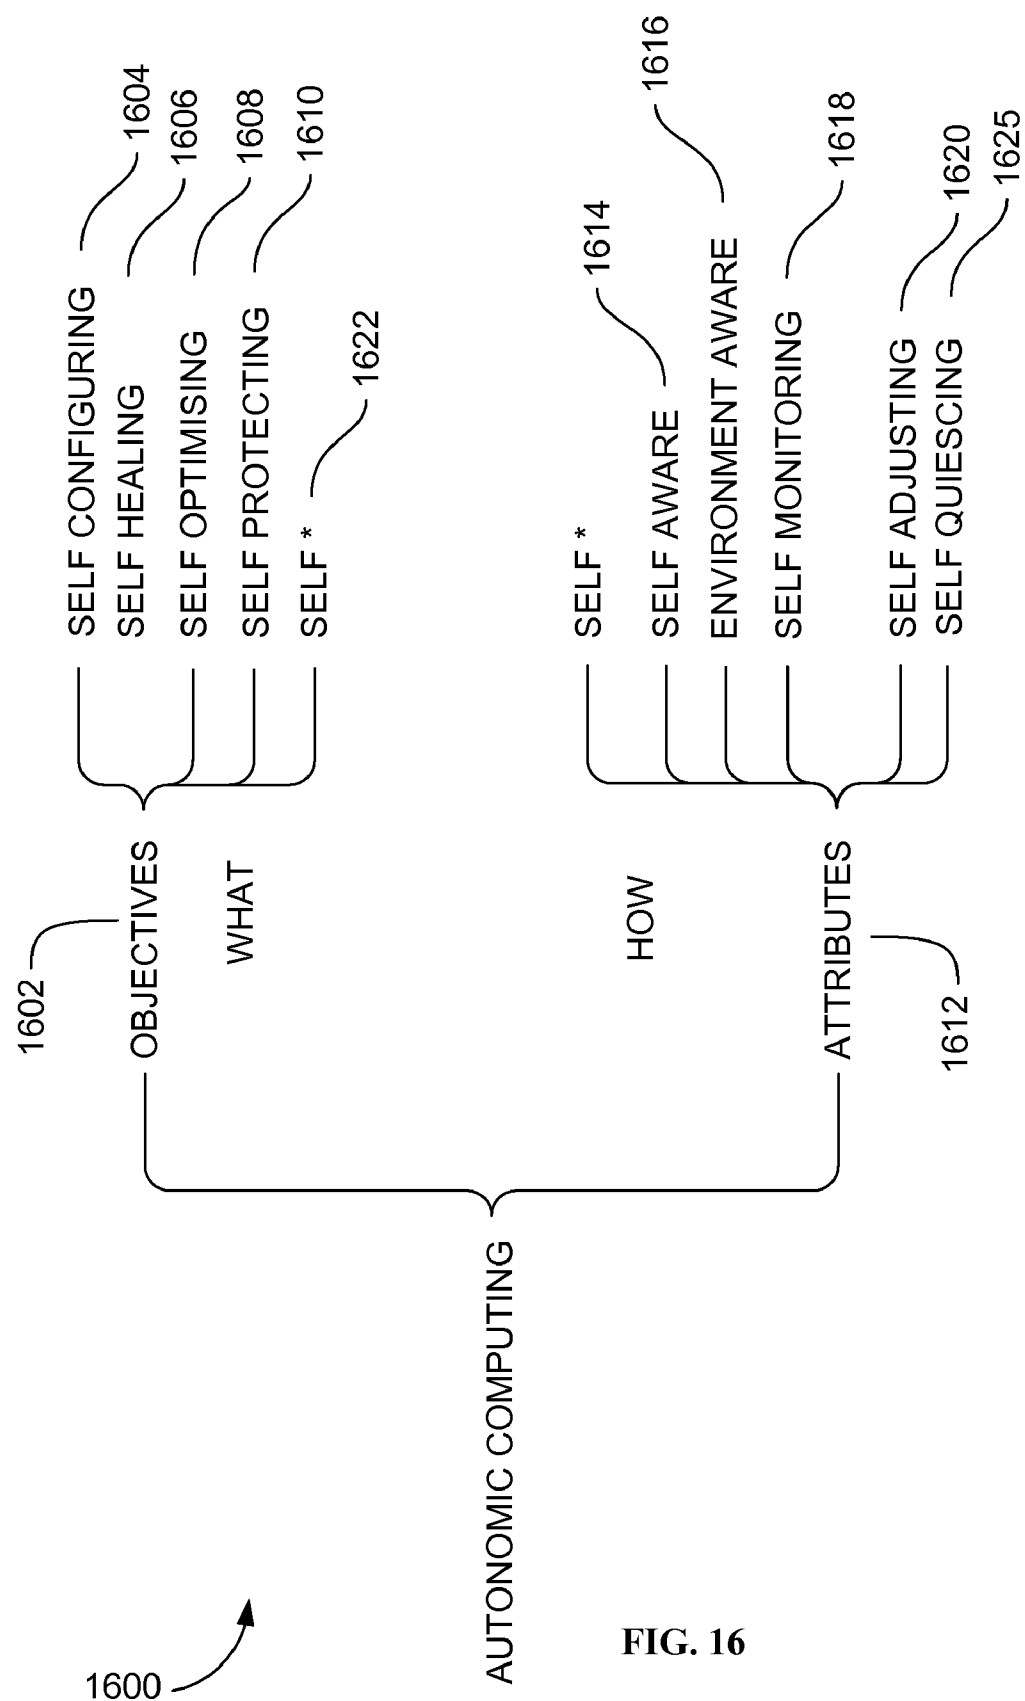 1600
AUTONOMIC COMPUTING
1602
OBJECTIVES
WHAT
SELF CONFIGURING
1604
SELF HEALING
1606
SELF OPTIMISING
1608
SELF PROTECTING
1610
SELF *
1622
HOW
ATTRIBUTES
1612
SELF *
SELF AWARE
1614
ENVIRONMENT AWARE
1616
SELF MONITORING
1618
SELF ADJUSTING
1620
SELF QUIESCING
1625
FIG. 16